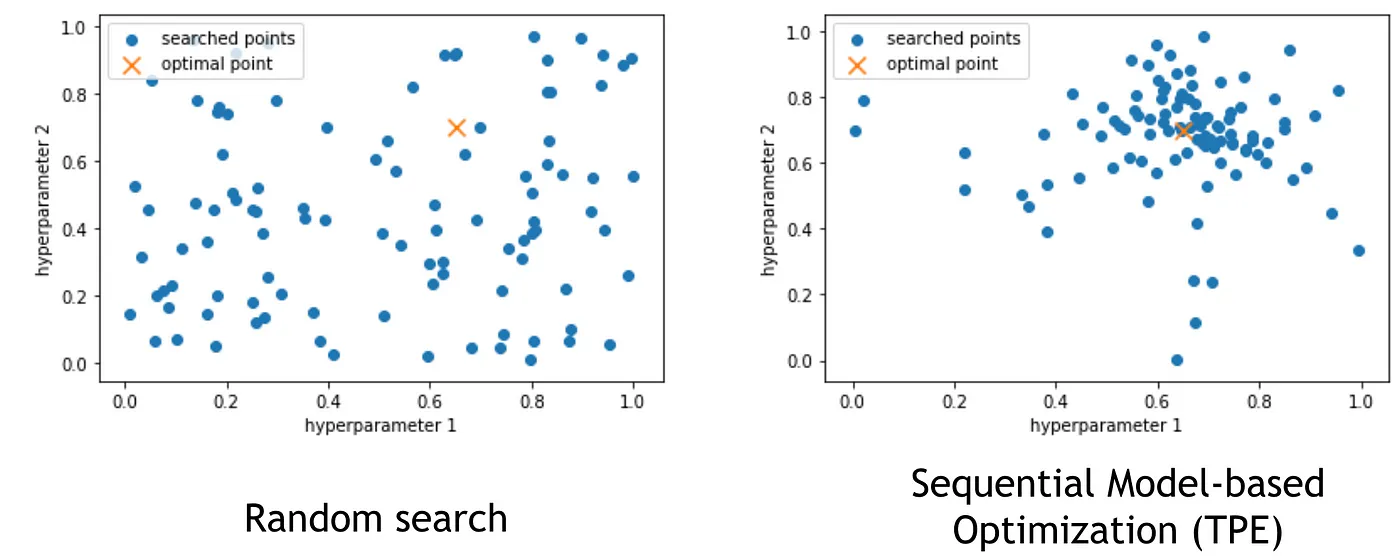 searched points
optimal point
1.0
0.8
0.6
0.4
0.2
0.0
hyperparameter 2
0.0 0.2 0.4 0.6 0.8 1.0
hyperparameter 1
Random search
searched points
optimal point
1.0
0.8
0.6
0.4
0.2
0.0
hyperparameter 2
0.0 0.2 0.4 0.6 0.8 1.0
hyperparameter 1
Sequential Model-based
Optimization (TPE)